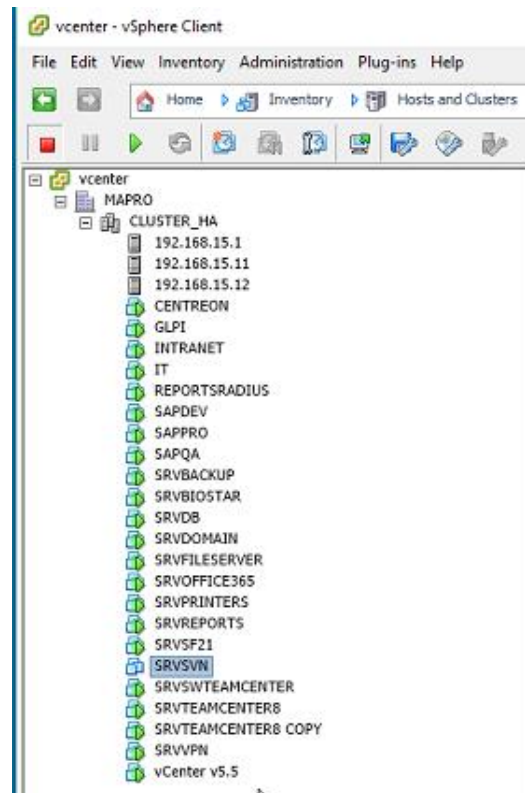 vcenter - vSphere Client
File Edit View Inventory Administration Plug-ins Help
Home Inventory Hosts and Clusters
vcenter
MAPRO
CLUSTER_HA
192.168.15.1
192.168.15.11
192.168.15.12
CENTREON
GLPI
INTRANET
IT
REPORTSRADIUS
SAPDEV
SAPPRO
SAPQA
SRVBACKUP
SRVBIOSTAR
SRVDB
SRVDOMAIN
SRVFILESERVER
SRVOFFICE365
SRVPRINTERS
SRVREPORTS
SRVSF21
SRVSVN
SRVSWTEAMCENTER
SRVTEAMCENTER8
SRVTEAMCENTER8 COPY
SRVVPN
vCenter v5.5